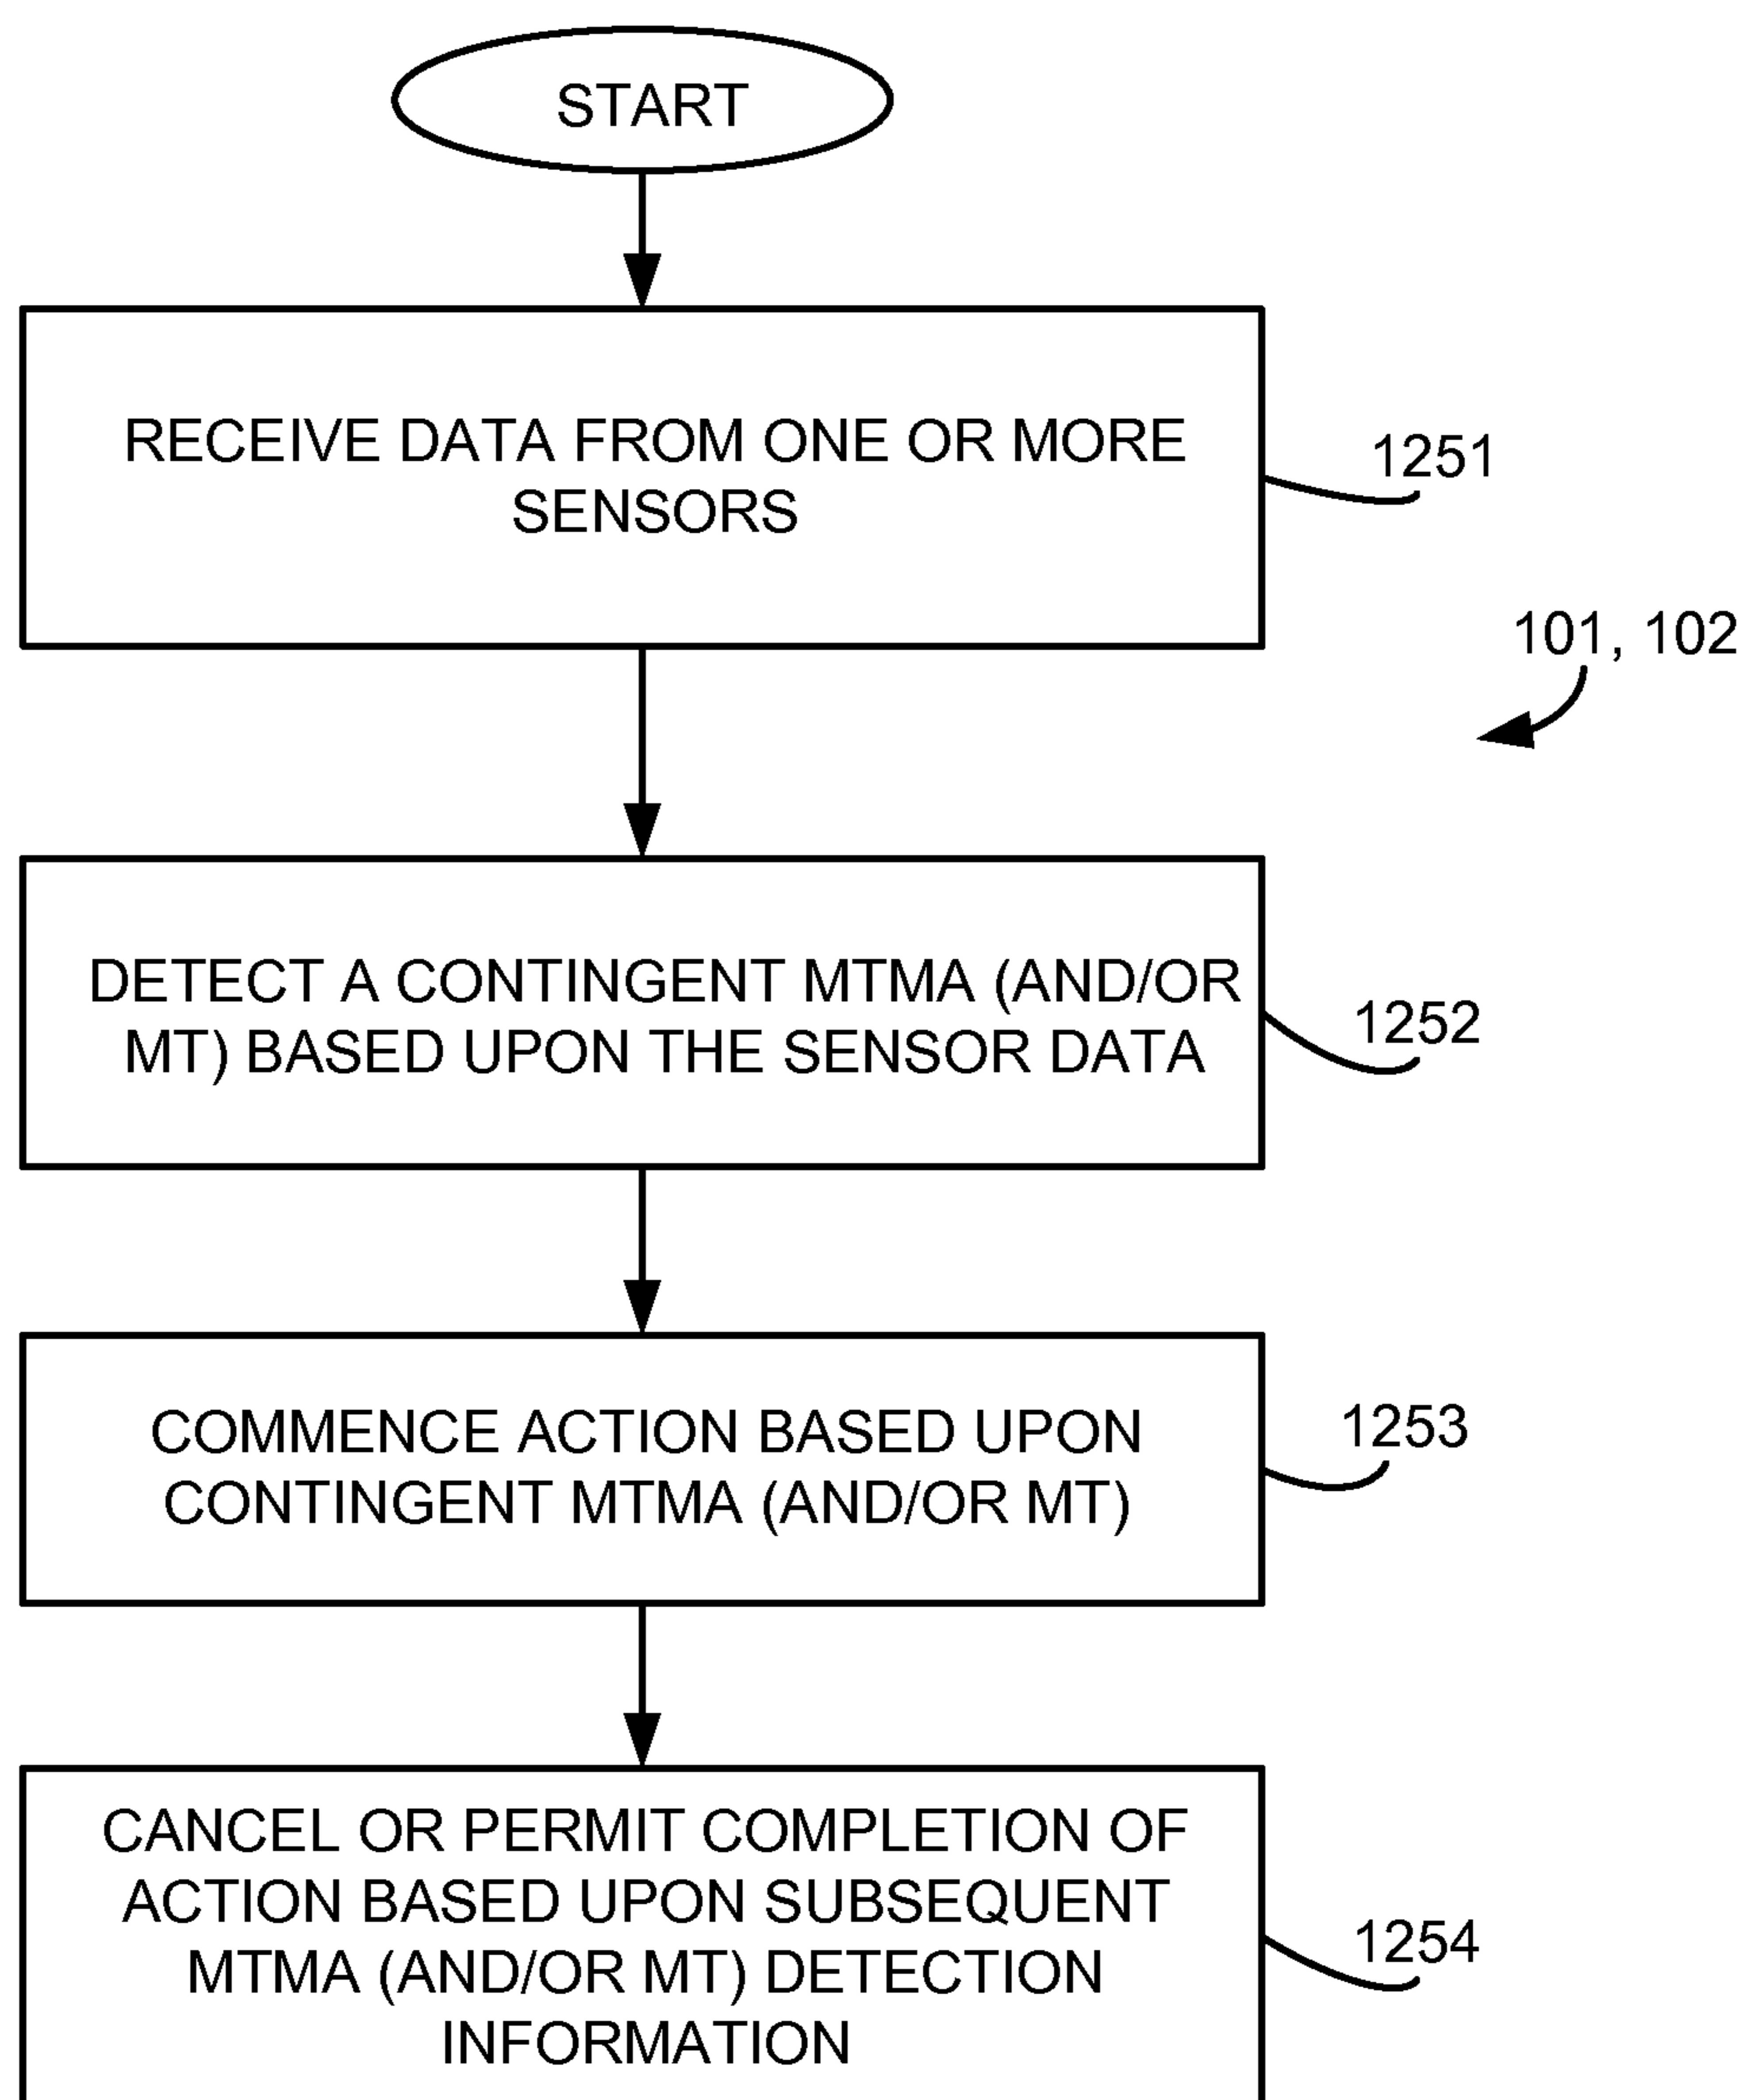 START
RECEIVE DATA FROM ONE OR MORE
SENSORS
1251
101, 102
DETECT A CONTINGENT MTMA (AND/OR
MT) BASED UPON THE SENSOR DATA
1252
COMMENCE ACTION BASED UPON
CONTINGENT MTMA (AND/OR MT)
1253
CANCEL OR PERMIT COMPLETION OF
ACTION BASED UPON SUBSEQUENT
MTMA (AND/OR MT) DETECTION
INFORMATION
1254